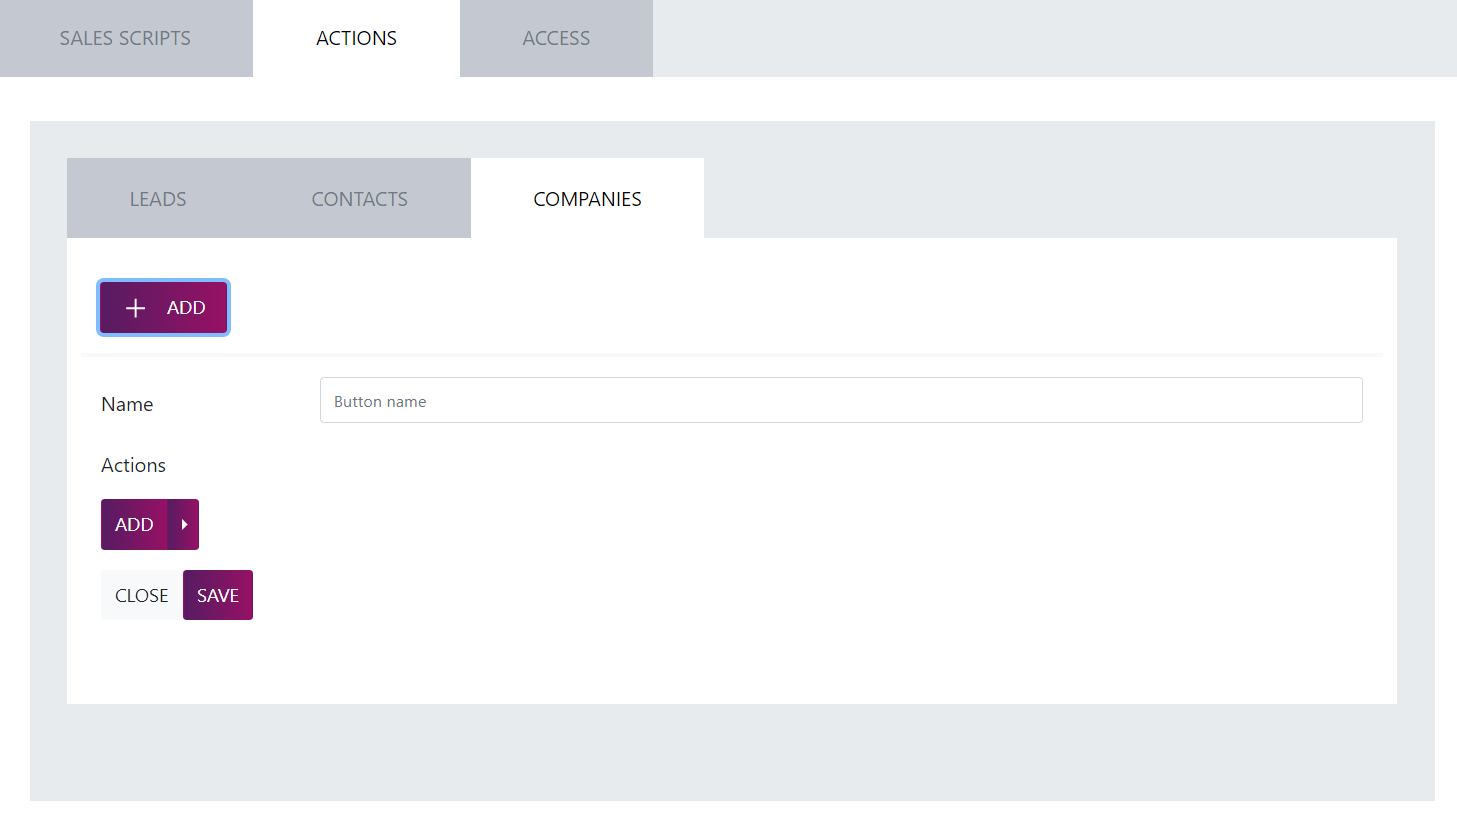 SALES SCRIPTS ACTIONS ACCESS
LEADS CONTACTS COMPANIES
ADD
Name Button name
Actions
ADD
CLOSE SAVE